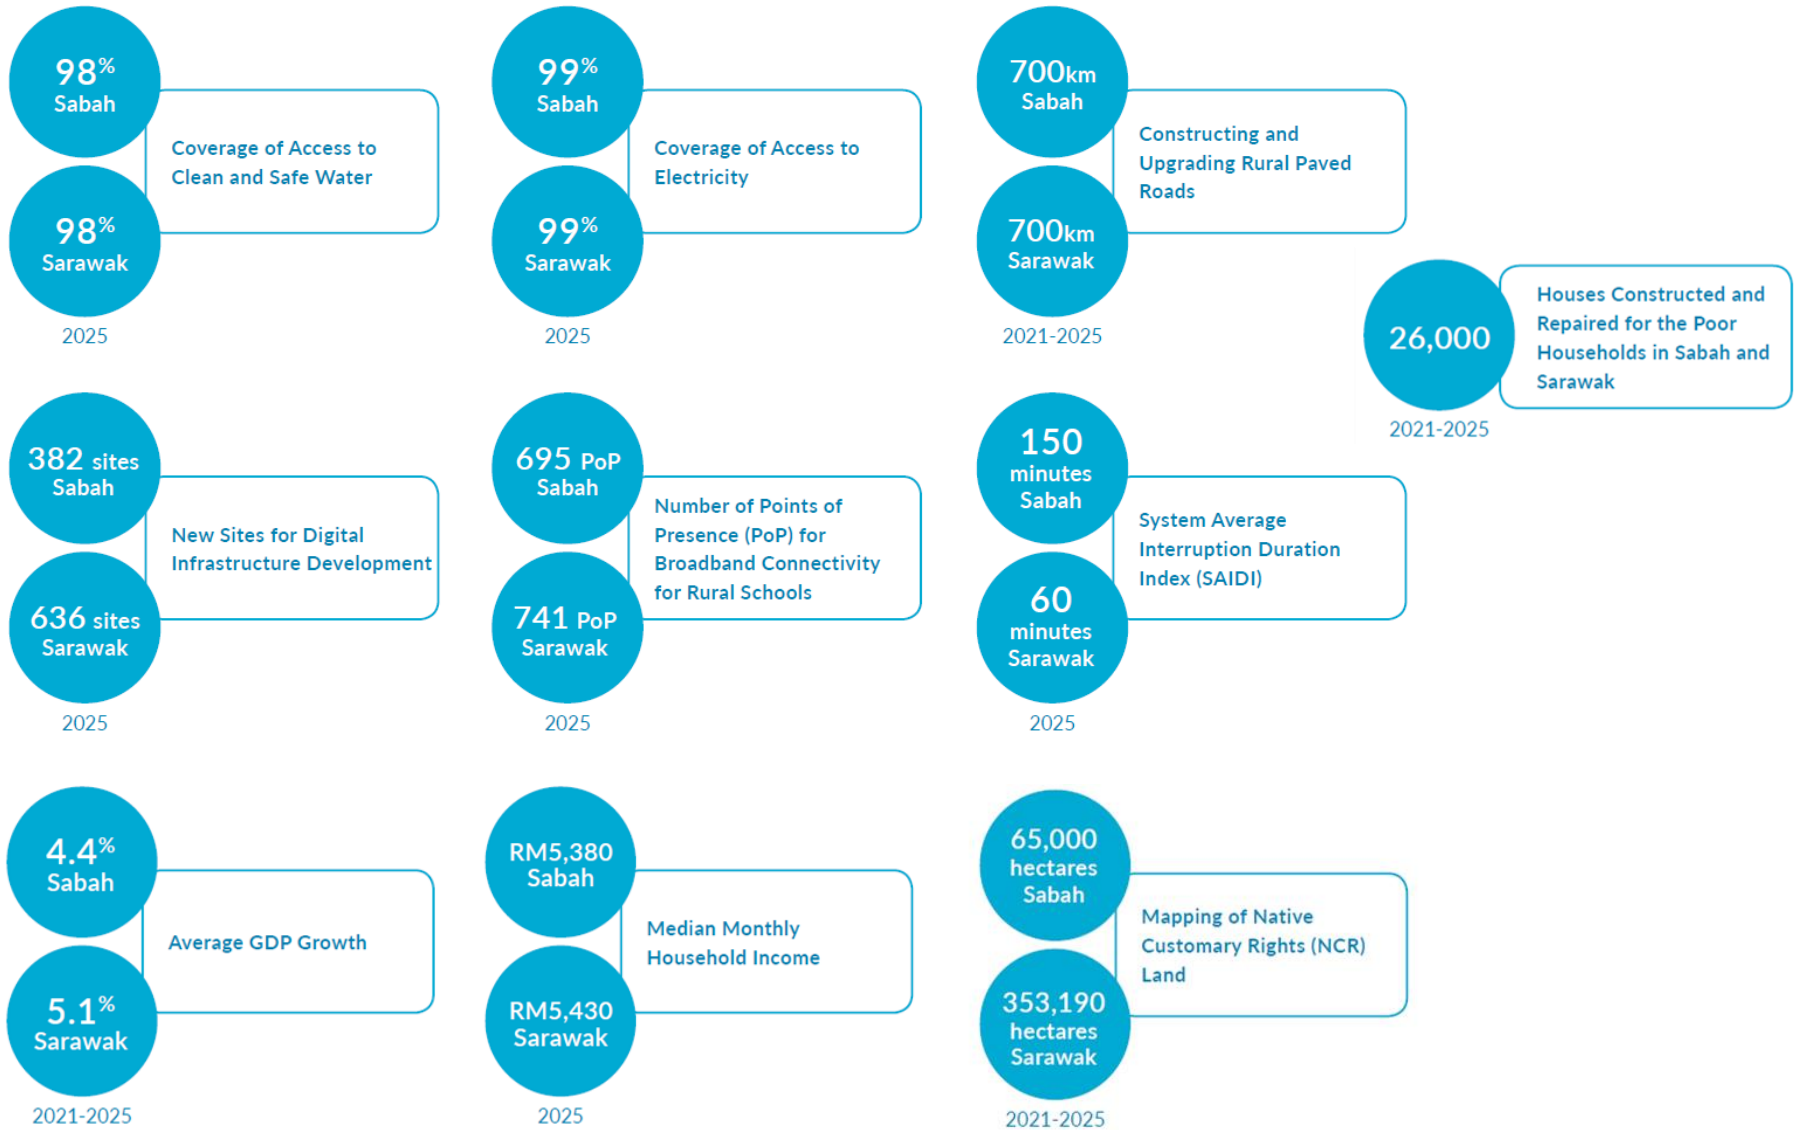 98%
Sabah
98%
Sarawak
Coverage of Access to
Clean and Safe Water
2025
99%
Sabah
99%
Sarawak
Coverage of Access to
Electricity
2025
700km
Sabah
700km
Sarawak
Constructing and
Upgrading Rural Paved
Roads
2021-2025
26,000
Houses Constructed and
Repaired for the Poor
Households in Sabah and
Sarawak
2021-2025
382 sites
Sabah
636 sites
Sarawak
New Sites for Digital
Infrastructure Development
2025
695 PoP
Sabah
741 PoP
Sarawak
Number of Points of
Presence (PoP) for
Broadband Connectivity
for Rural Schools
2025
150
minutes
Sabah
60
minutes
Sarawak
System Average
Interruption Duration
Index (SAIDI)
2025
4.4%
Sabah
5.1%
Sarawak
Average GDP Growth
2021-2025
RM5,380
Sabah
RM5,430
Sarawak
Median Monthly
Household Income
2025
65,000
hectares
Sabah
353,190
hectares
Sarawak
Mapping of Native
Customary Rights (NCR)
Land
2021-2025